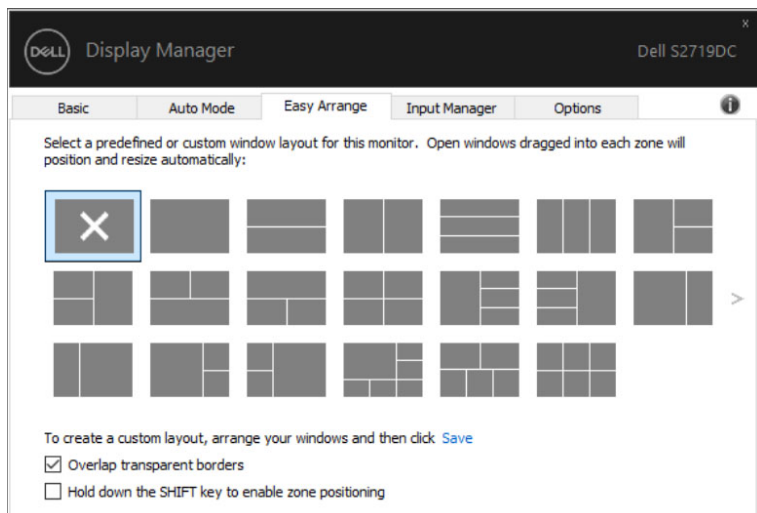 x
DELL
Display Manager
Dell S2719DC
Basic
Auto Mode
Easy Arrange
Input Manager
Options
i
Select a predefined or custom window layout for this monitor. Open windows dragged into each zone will
position and resize automatically:
>
To create a custom layout, arrange your windows and then click Save
Overlap transparent borders
Hold down the SHIFT key to enable zone positioning